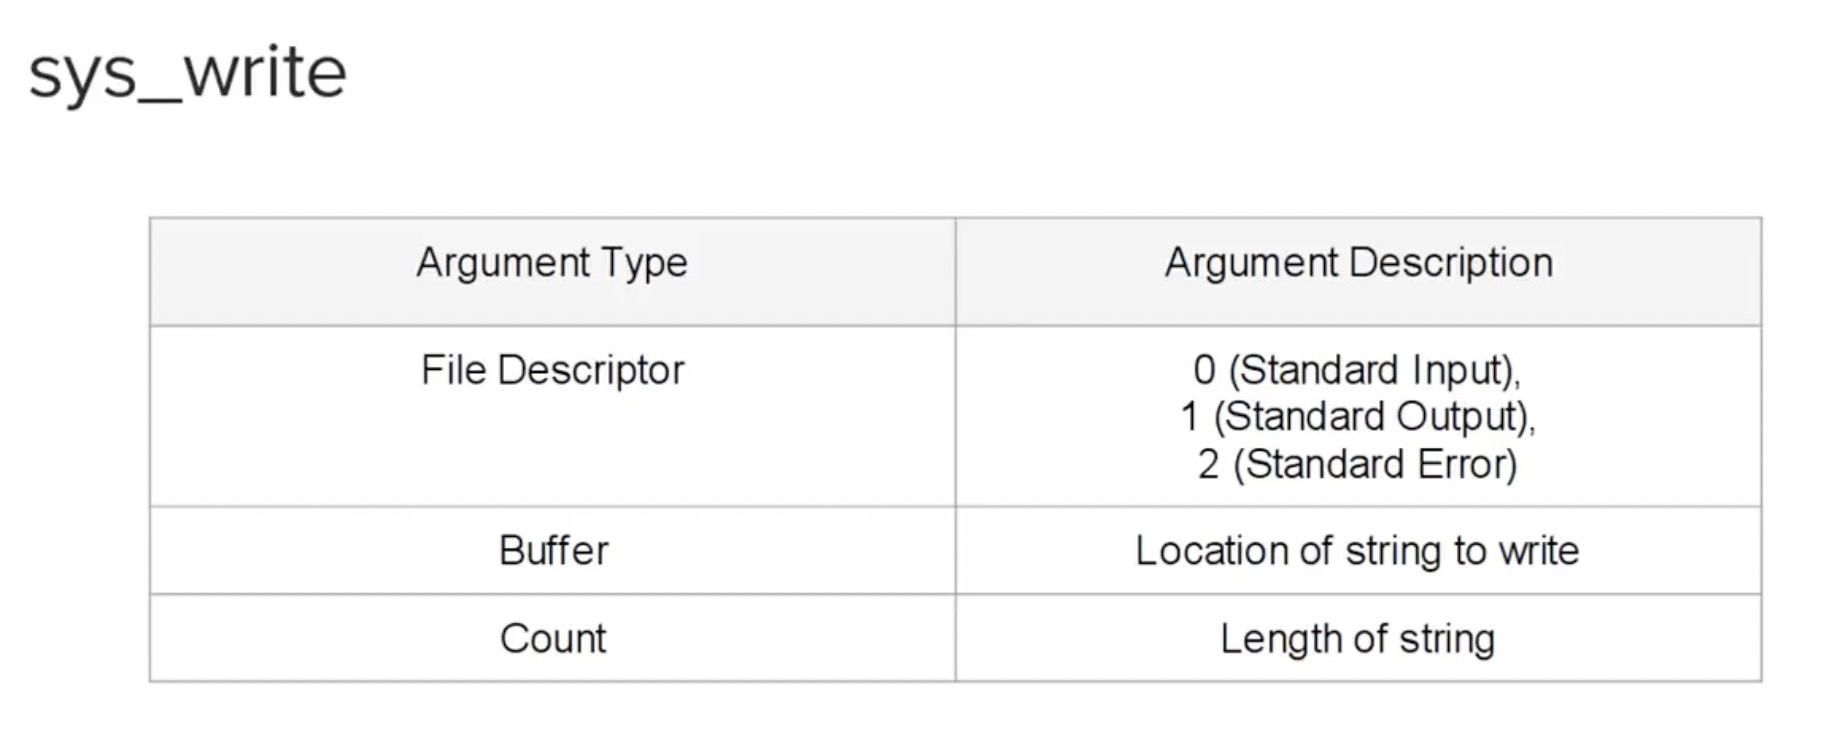 sys_write
Argument Type
Argument Description
File Descriptor
0 (Standard Input),
1 (Standard Output),
2 (Standard Error)
Buffer
Location of string to write
Count
Length of string